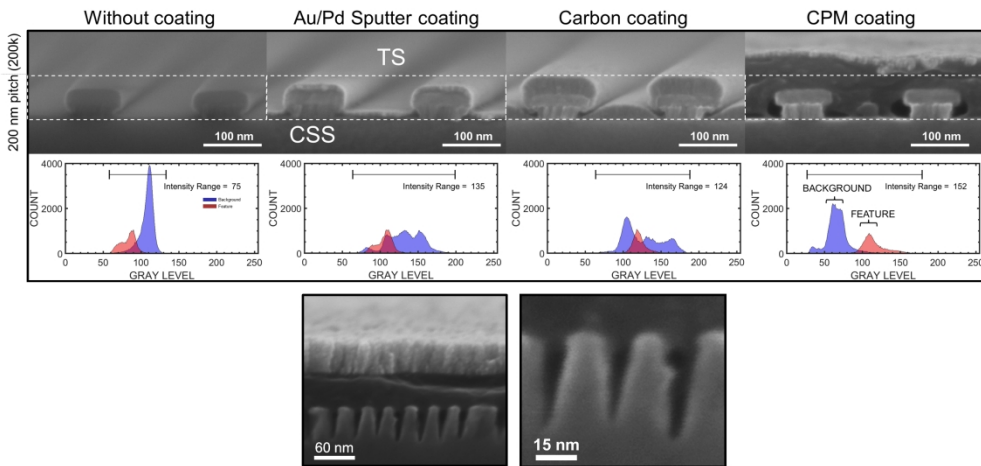 Without coating
Au/Pd Sputter coating
Carbon coating
CPM coating
200 nm pitch (200k)
TS
CSS
100 nm
100 nm
100 nm
100 nm
4000
2000
0
COUNT
Intensity Range = 75
Background
Feature
0 50 100 150 200 250
GRAY LEVEL
4000
2000
0
COUNT
Intensity Range = 135
0 50 100 150 200 250
GRAY LEVEL
4000
2000
0
COUNT
Intensity Range = 124
0 50 100 150 200 250
GRAY LEVEL
4000
2000
0
COUNT
Intensity Range = 152
BACKGROUND
FEATURE
0 50 100 150 200 250
GRAY LEVEL
60 nm
15 nm